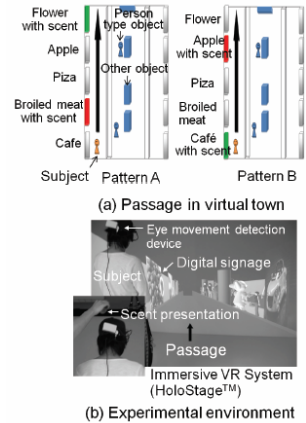 Flower
with scent
Person
type object
Apple
Other object
Piza
Broiled meat
with scent
Cafe
Subject
Pattern A
Flower
Apple
with scent
Piza
Broiled
meat
Café
with scent
Pattern B
(a) Passage in virtual town
Eye movement detection
device
Subject
Digital signage
Scent presentation
Passage
Immersive VR System
(HoloStage™)
(b) Experimental environment